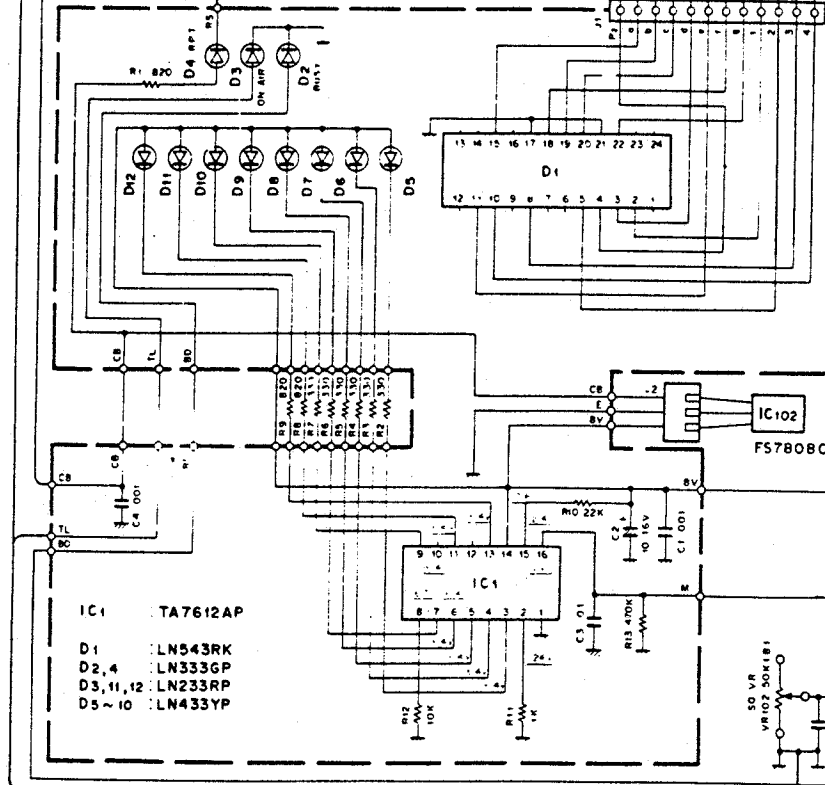 R5
J1
P2 a b c d e f g 1 2 3 4
D4 RPT
D3 ON AIR
D2
R1 820
D12 D11 D10 D9 D8 D7 D6 D5
13 14 15 16 17 18 19 20 21 22 23 24
D1
12 11 10 9 8 7 6 5 4 3 2 1
CB TL BD
R9 820
R8 820
R7 330
R6 330
R5 330
R4 330
R3 330
R2 330
CB
E
8V
IC102
FS7808C
CB
CB
C4 .001
TL
BD
8V
R10 22K
C2 10 16V
C1 .001
9 10 11 12 13 14 15 16
IC1
8 7 6 5 4 3 2 1
M
C3 .01
R13 470K
IC1 : TA7612AP
D1 : LN543RK
D2,4 : LN333GP
D3,11,12 : LN233RP
D5~10 : LN433YP
R12 10K
R11 1K
SQ VR
VR102 50K(B)